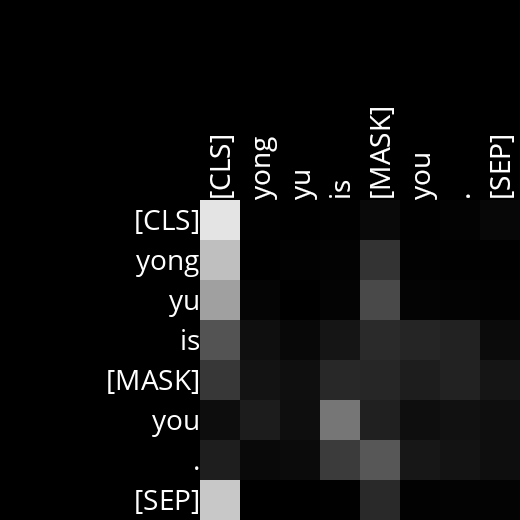 [CLS] yong yu is [MASK] you . [SEP]
[CLS]
yong
yu
is
[MASK]
you
.
[SEP]